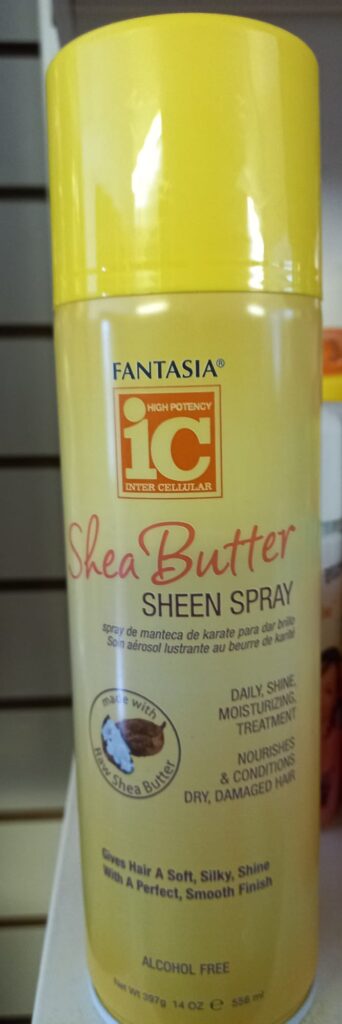 FANTASIA®
HIGH POTENCY
iC
INTER CELLULAR
Shea Butter
SHEEN SPRAY
spray de manteca de karate para dar brillo
Soin aérosol lustrante au beurre de karité
made with
Raw Shea Butter
DAILY, SHINE,
MOISTURIZING,
TREATMENT
NOURISHES
& CONDITIONS
DRY, DAMAGED HAIR
Gives Hair A Soft, Silky, Shine
With A Perfect, Smooth Finish
ALCOHOL FREE
Net Wt 397g 14 OZ e 556 ml